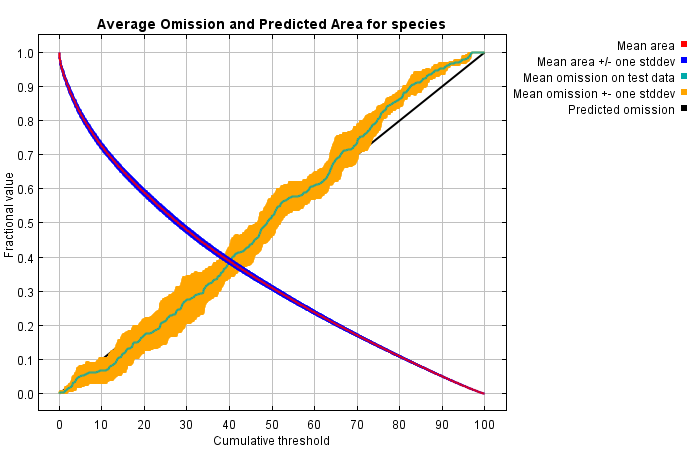 Average Omission and Predicted Area for species
Mean area
Mean area +/- one stddev
Mean omission on test data
Mean omission +- one stddev
Predicted omission
Fractional value
1.0
0.9
0.8
0.7
0.6
0.5
0.4
0.3
0.2
0.1
0.0
0 10 20 30 40 50 60 70 80 90 100
Cumulative threshold